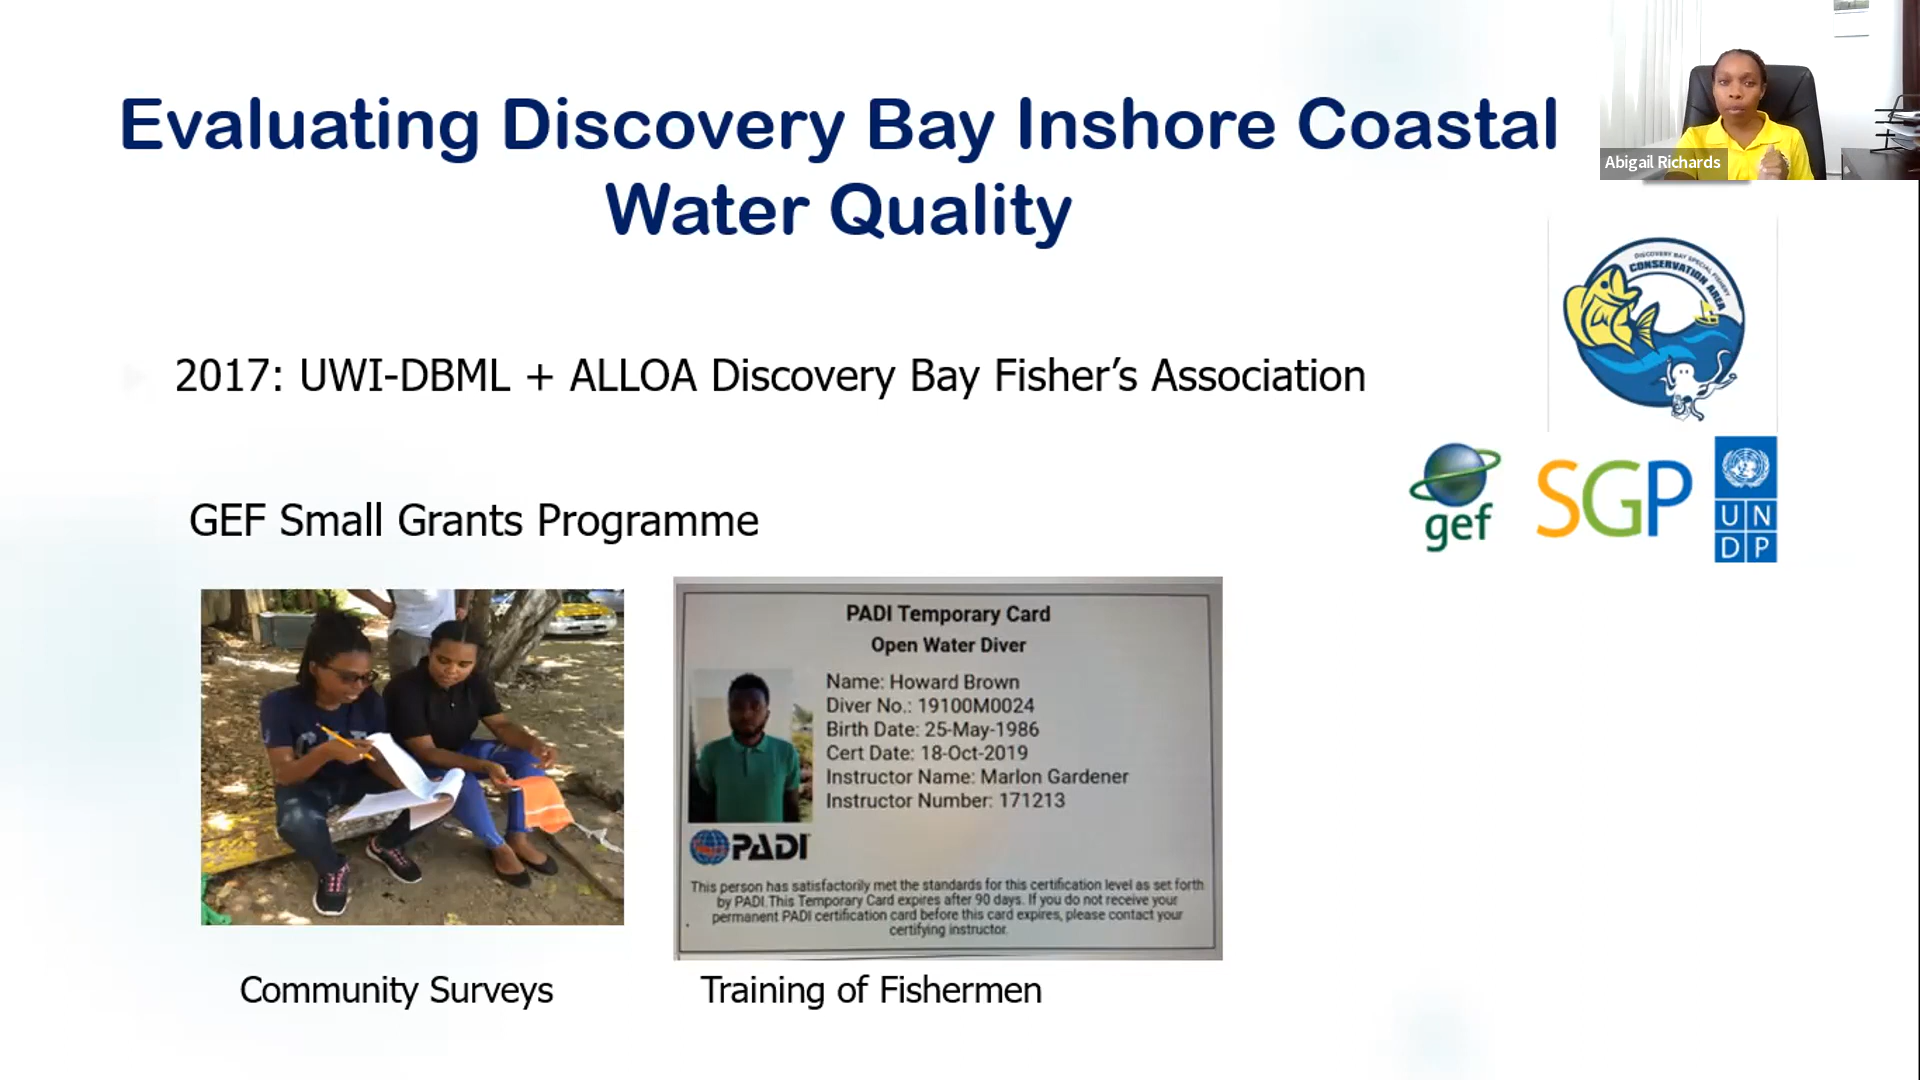 Evaluating Discovery Bay Inshore Coastal
Water Quality
Abigail Richards
DISCOVERY BAY SPECIAL FISHERY
CONSERVATION AREA
2017: UWI-DBML + ALLOA Discovery Bay Fisher’s Association
gef
SGP
UN
DP
GEF Small Grants Programme
PADI Temporary Card
Open Water Diver
Name: Howard Brown
Diver No.: 19100M0024
Birth Date: 25-May-1986
Cert Date: 18-Oct-2019
Instructor Name: Marlon Gardener
Instructor Number: 171213
PADI
This person has satisfactorily met the standards for this certification level as set forth
by PADI.This Temporary Card expires after 90 days. If you do not receive your
permanent PADI certification card before this card expires, please contact your
certifying instructor.
Community Surveys
Training of Fishermen